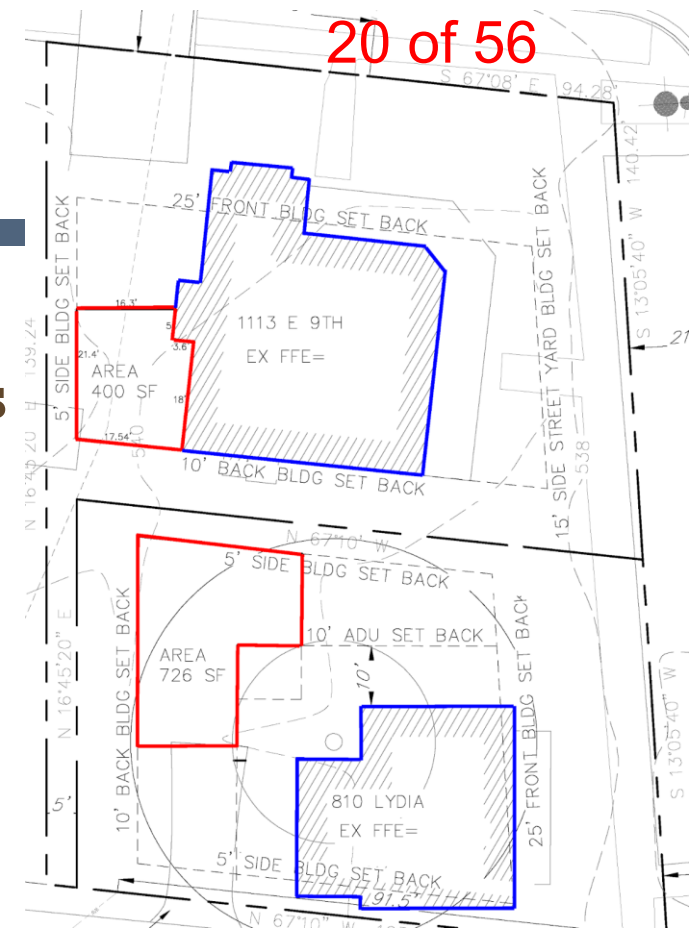 20 of 56
S 67°08' E 94.28'
S 13°05'40" W 140.42'
5' SIDE BLDG SET BACK
25' FRONT BLDG SET BACK
15' SIDE STREET YARD BLDG SET BACK
16.3'
5'
3.6'
21.4'
18'
17.54'
AREA
400 SF
1113 E 9TH
EX FFE=
21
5
139.24
540
538
10' BACK BLDG SET BACK
N 67°10' W
5' SIDE BLDG SET BACK
10' ADU SET BACK
N 16°45'20" E
10' BACK BLDG SET BACK
AREA
726 SF
10'
25' FRONT BLDG SET BACK
S 13°05'40" W
810 LYDIA
EX FFE=
5'
5' SIDE BLDG SET BACK
91.5'
N 67°10' W